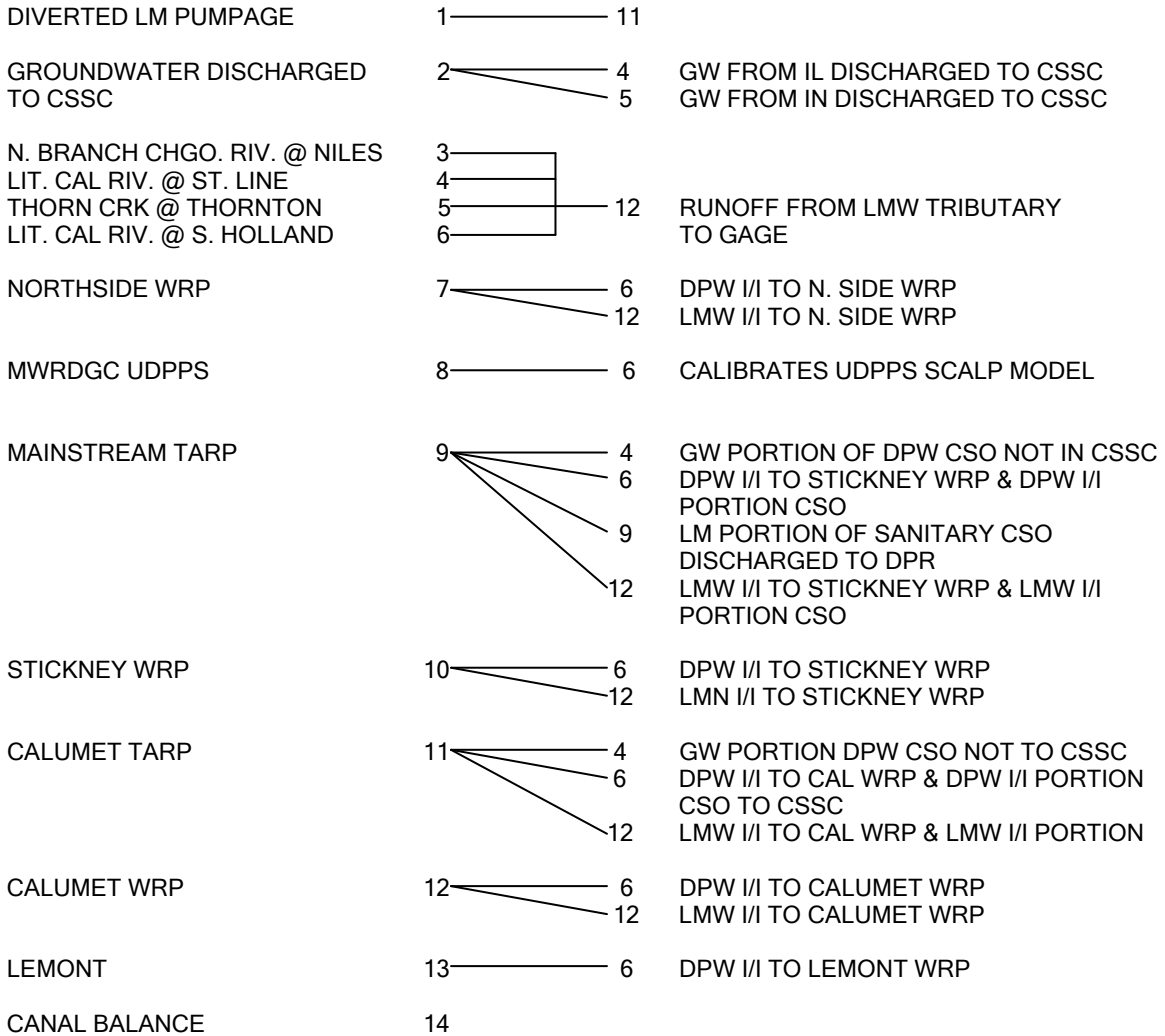 DIVERTED LM PUMPAGE 1 11
GROUNDWATER DISCHARGED 2 4 GW FROM IL DISCHARGED TO CSSC
TO CSSC 5 GW FROM IN DISCHARGED TO CSSC
N. BRANCH CHGO. RIV. @ NILES 3
LIT. CAL RIV. @ ST. LINE 4
THORN CRK @ THORNTON 5 12 RUNOFF FROM LMW TRIBUTARY
LIT. CAL RIV. @ S. HOLLAND 6 TO GAGE
NORTHSIDE WRP 7 6 DPW I/I TO N. SIDE WRP
12 LMW I/I TO N. SIDE WRP
MWRDGC UDPPS 8 6 CALIBRATES UDPPS SCALP MODEL
MAINSTREAM TARP 9 4 GW PORTION OF DPW CSO NOT IN CSSC
6 DPW I/I TO STICKNEY WRP & DPW I/I
PORTION CSO
9 LM PORTION OF SANITARY CSO
DISCHARGED TO DPR
12 LMW I/I TO STICKNEY WRP & LMW I/I
PORTION CSO
STICKNEY WRP 10 6 DPW I/I TO STICKNEY WRP
12 LMN I/I TO STICKNEY WRP
CALUMET TARP 11 4 GW PORTION DPW CSO NOT TO CSSC
6 DPW I/I TO CAL WRP & DPW I/I PORTION
CSO TO CSSC
12 LMW I/I TO CAL WRP & LMW I/I PORTION
CALUMET WRP 12 6 DPW I/I TO CALUMET WRP
12 LMW I/I TO CALUMET WRP
LEMONT 13 6 DPW I/I TO LEMONT WRP
CANAL BALANCE 14